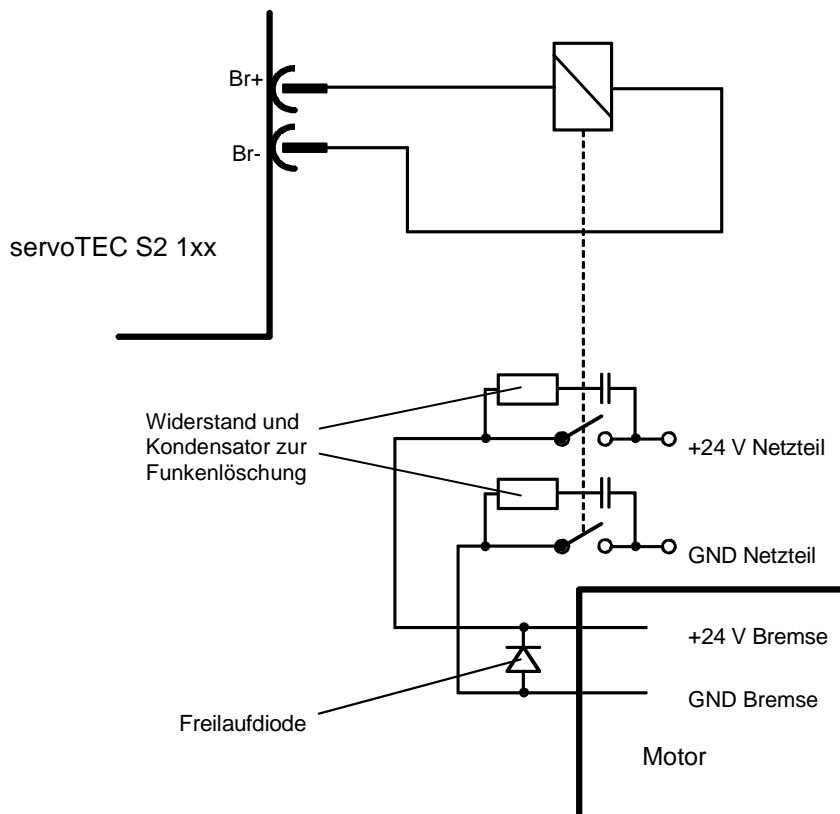 Br+
Br-
servoTEC S2 1xx
Widerstand und
Kondensator zur
Funkenlöschung
+24 V Netzteil
GND Netzteil
+24 V Bremse
GND Bremse
Freilaufdiode
Motor